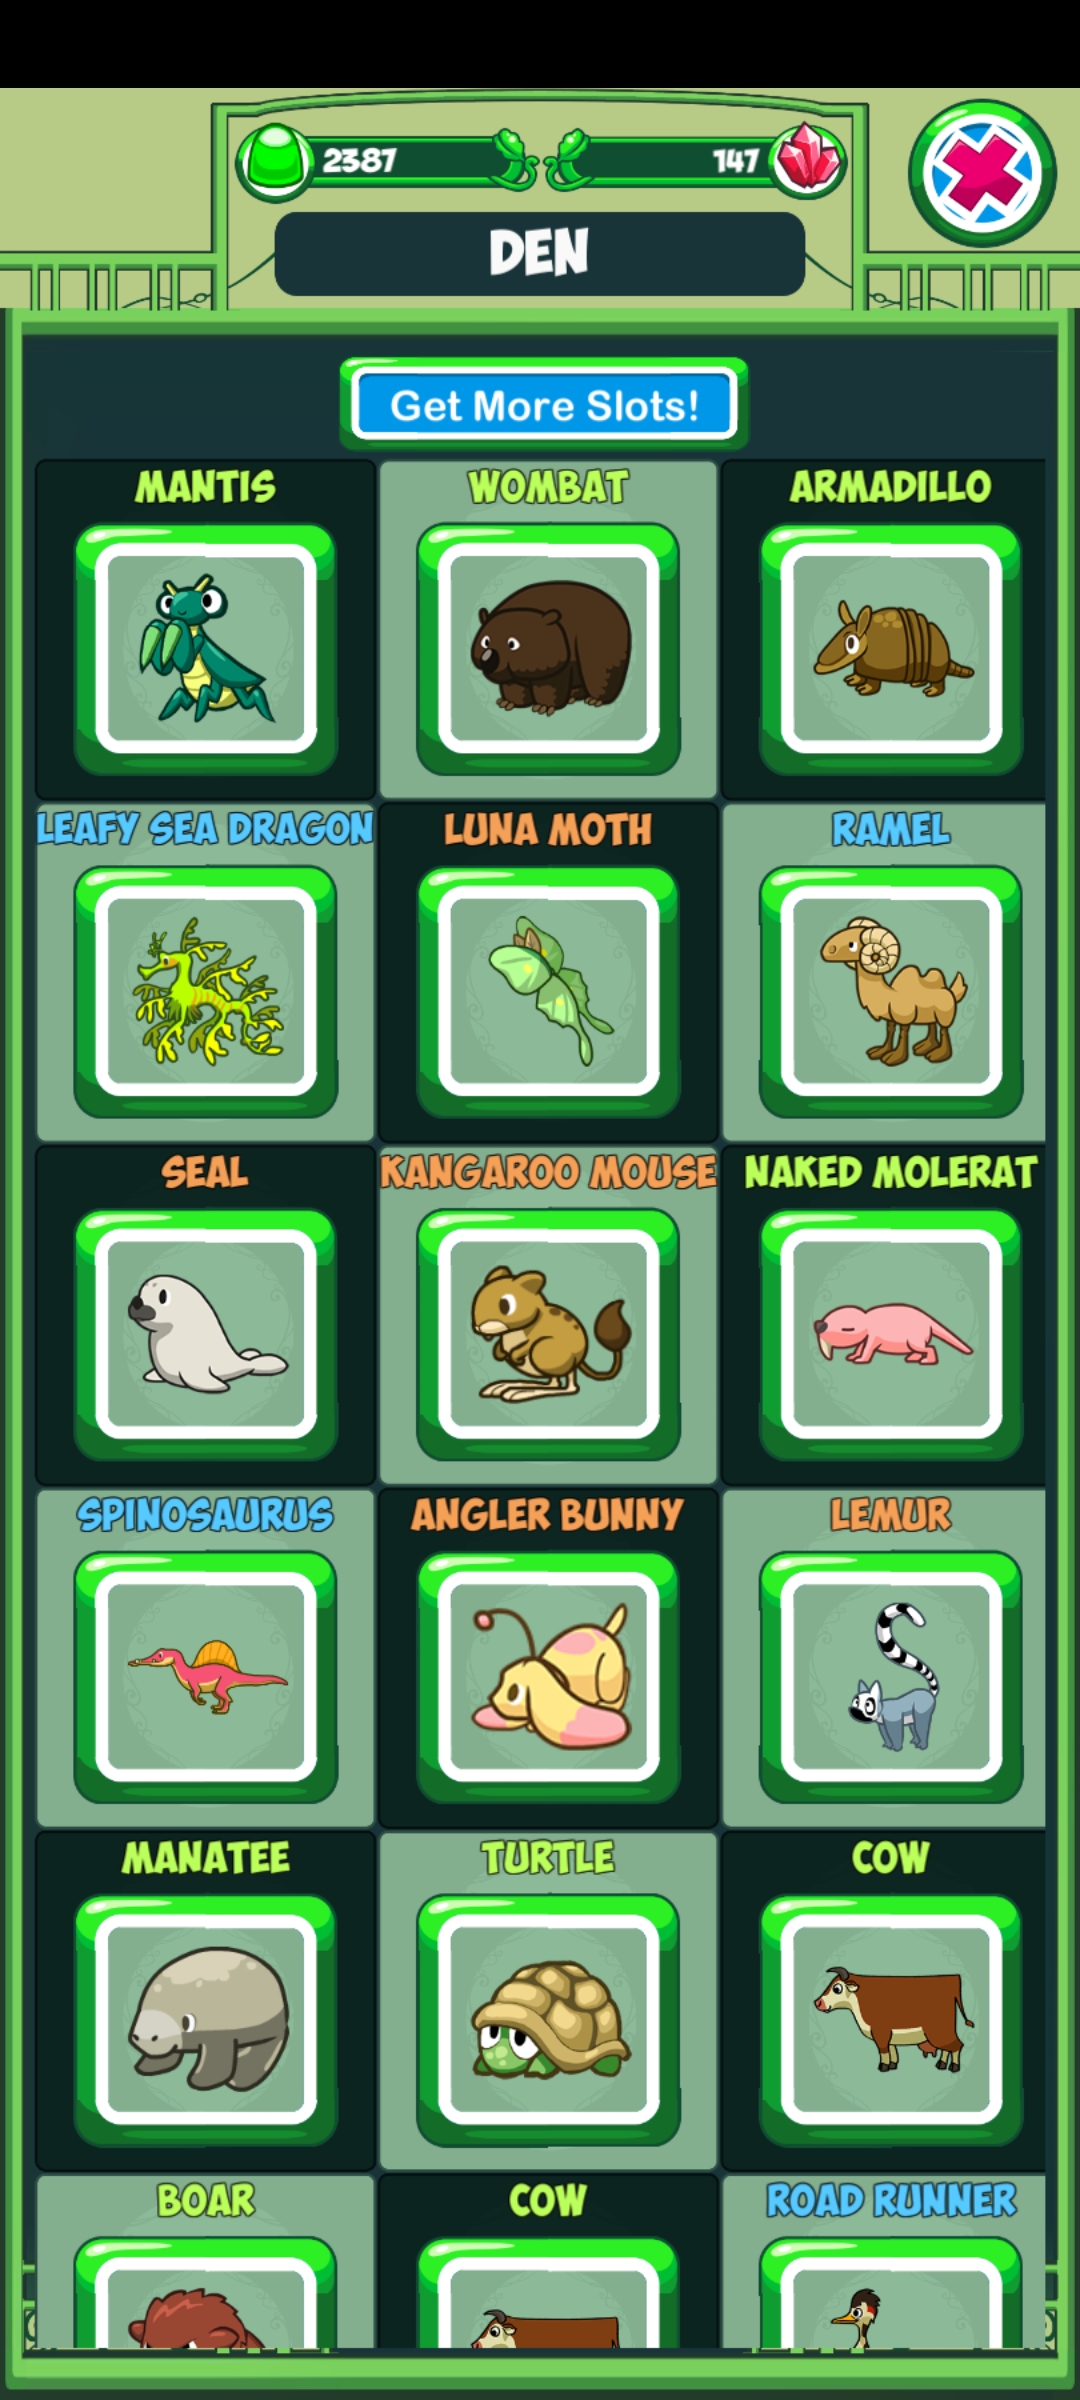 2387
147
DEN
Get More Slots!
MANTIS
WOMBAT
ARMADILLO
LEAFY SEA DRAGON
LUNA MOTH
RAMEL
SEAL
KANGAROO MOUSE
NAKED MOLERAT
SPINOSAURUS
ANGLER BUNNY
LEMUR
MANATEE
TURTLE
COW
BOAR
COW
ROAD RUNNER